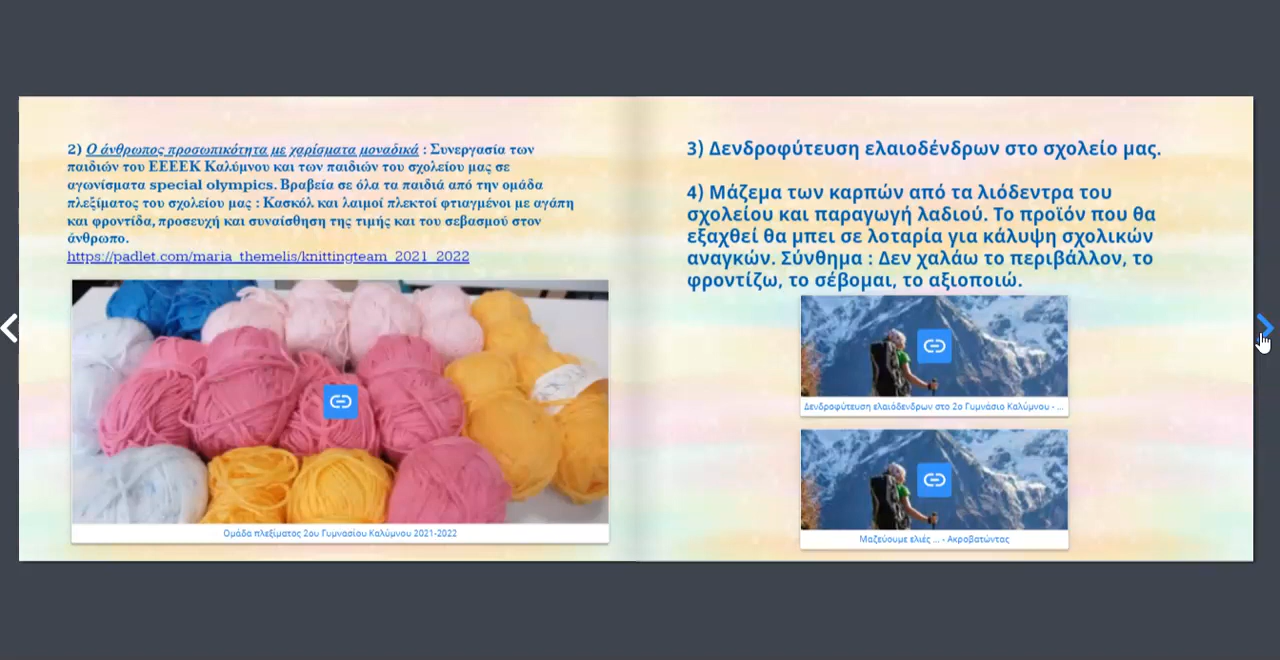 2) Ο άνθρωπος προσωπικότητα με χαρίσματα μοναδικά : Συνεργασία των
παιδιών του ΕΕΕΕΚ Καλύμνου και των παιδιών του σχολείου μας σε
αγωνίσματα special olympics. Βραβεία σε όλα τα παιδιά από την ομάδα
πλεξίματος του σχολείου μας : Κασκόλ και λαιμοί πλεκτοί φτιαγμένοι με αγάπη
και φροντίδα, προσευχή και συναίσθηση της τιμής και του σεβασμού στον
άνθρωπο.
https://padlet.com/maria_themelis/knittingteam_2021_2022
Ομάδα πλεξίματος 2ου Γυμνασίου Καλύμνου 2021-2022
3) Δενδροφύτευση ελαιοδένδρων στο σχολείο μας.
4) Μάζεμα των καρπών από τα λιόδεντρα του
σχολείου και παραγωγή λαδιού. Το προϊόν που θα
εξαχθεί θα μπει σε λοταρία για κάλυψη σχολικών
αναγκών. Σύνθημα : Δεν χαλάω το περιβάλλον, το
φροντίζω, το σέβομαι, το αξιοποιώ.
Δενδροφύτευση ελαιόδενδρων στο 2ο Γυμνάσιο Καλύμνου - ...
Μαζεύουμε ελιές ... - Ακροβατώντας